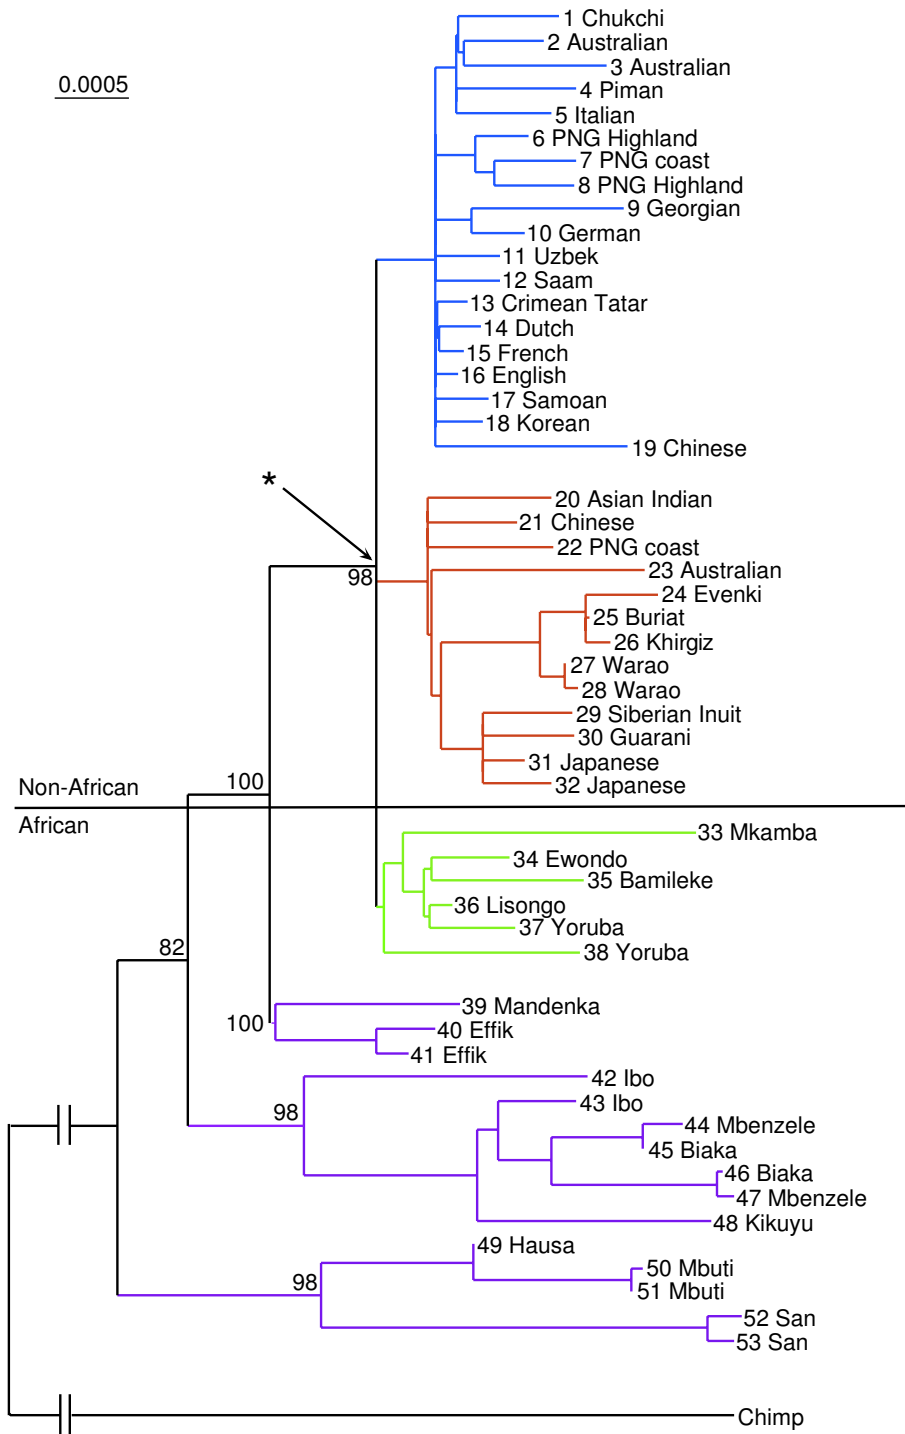 1 Chukchi
2 Australian
3 Australian
0.0005
4 Piman
5 Italian
6 PNG Highland
7 PNG coast
8 PNG Highland
9 Georgian
10 German
11 Uzbek
12 Saam
13 Crimean Tatar
14 Dutch
15 French
16 English
17 Samoan
18 Korean
19 Chinese
*
20 Asian Indian
21 Chinese
22 PNG coast
98
23 Australian
24 Evenki
25 Buriat
26 Khirgiz
27 Warao
28 Warao
29 Siberian Inuit
30 Guarani
31 Japanese
100
32 Japanese
Non-African
African
33 Mkamba
34 Ewondo
35 Bamileke
36 Lisongo
37 Yoruba
82
38 Yoruba
39 Mandenka
100
40 Effik
41 Effik
42 Ibo
98
43 Ibo
44 Mbenzele
45 Biaka
46 Biaka
47 Mbenzele
48 Kikuyu
49 Hausa
98
50 Mbuti
51 Mbuti
52 San
53 San
Chimp